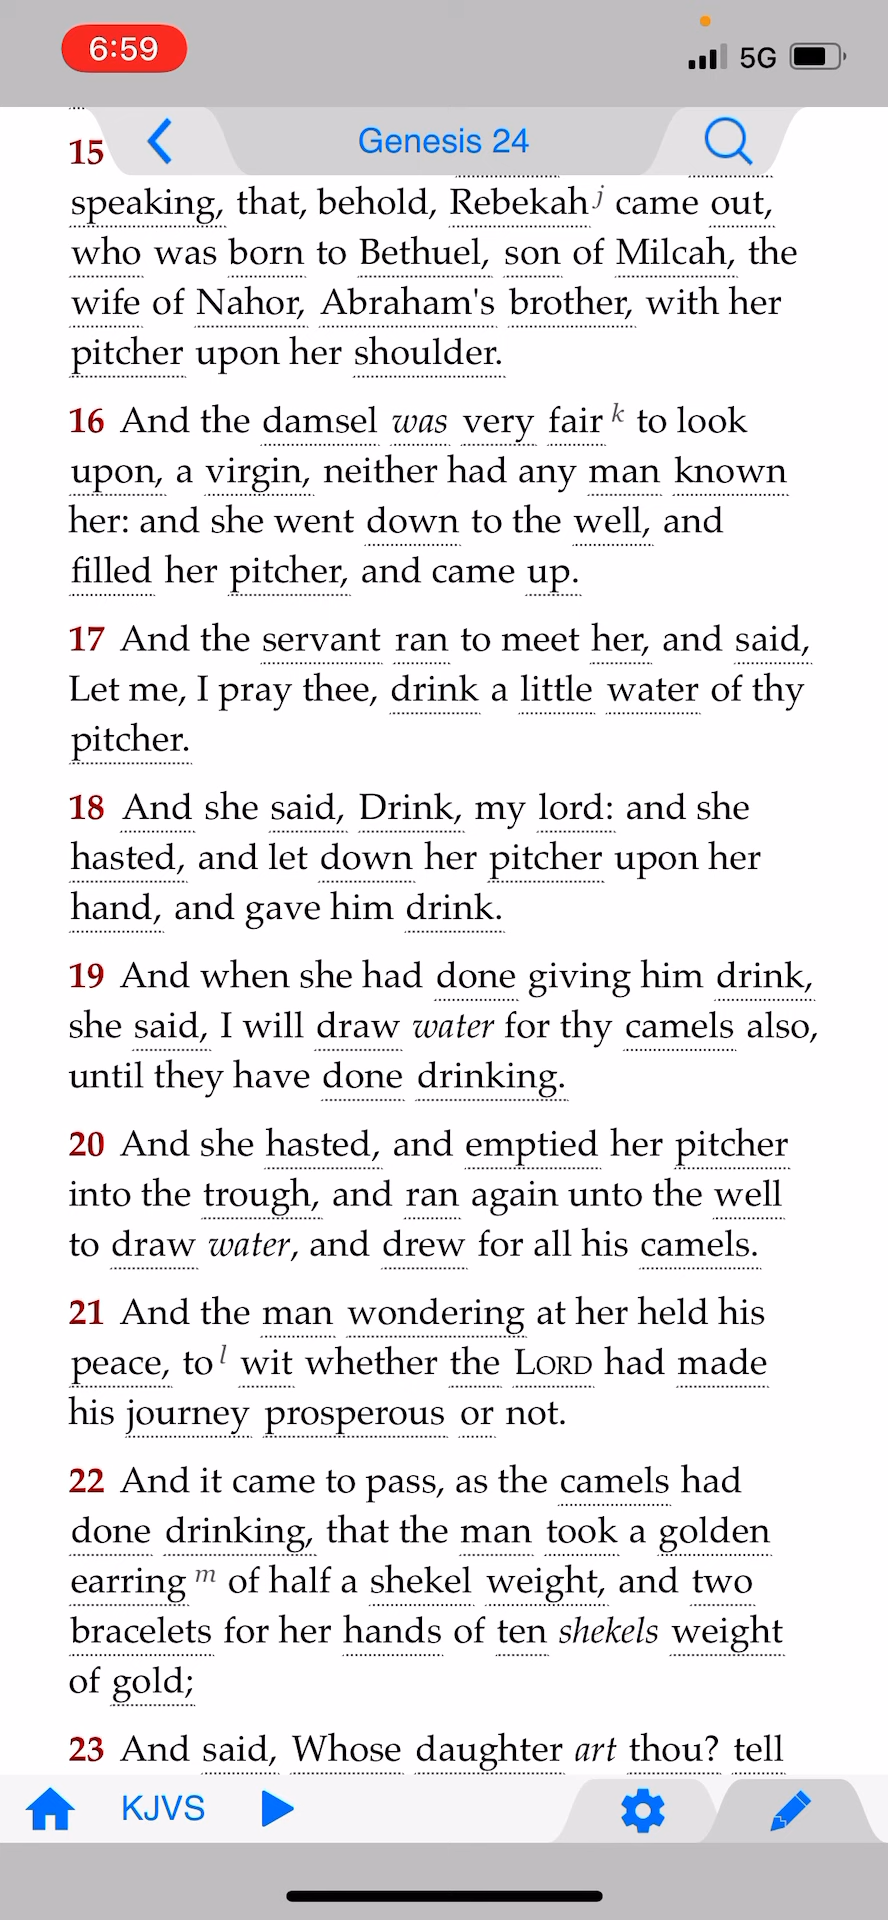 6:59
5G
Genesis 24
15
speaking, that, behold, Rebekah j came out,
who was born to Bethuel, son of Milcah, the
wife of Nahor, Abraham's brother, with her
pitcher upon her shoulder.
16 And the damsel was very fair k to look
upon, a virgin, neither had any man known
her: and she went down to the well, and
filled her pitcher, and came up.
17 And the servant ran to meet her, and said,
Let me, I pray thee, drink a little water of thy
pitcher.
18 And she said, Drink, my lord: and she
hasted, and let down her pitcher upon her
hand, and gave him drink.
19 And when she had done giving him drink,
she said, I will draw water for thy camels also,
until they have done drinking.
20 And she hasted, and emptied her pitcher
into the trough, and ran again unto the well
to draw water, and drew for all his camels.
21 And the man wondering at her held his
peace, to l wit whether the LORD had made
his journey prosperous or not.
22 And it came to pass, as the camels had
done drinking, that the man took a golden
earring m of half a shekel weight, and two
bracelets for her hands of ten shekels weight
of gold;
23 And said, Whose daughter art thou? tell
KJVS